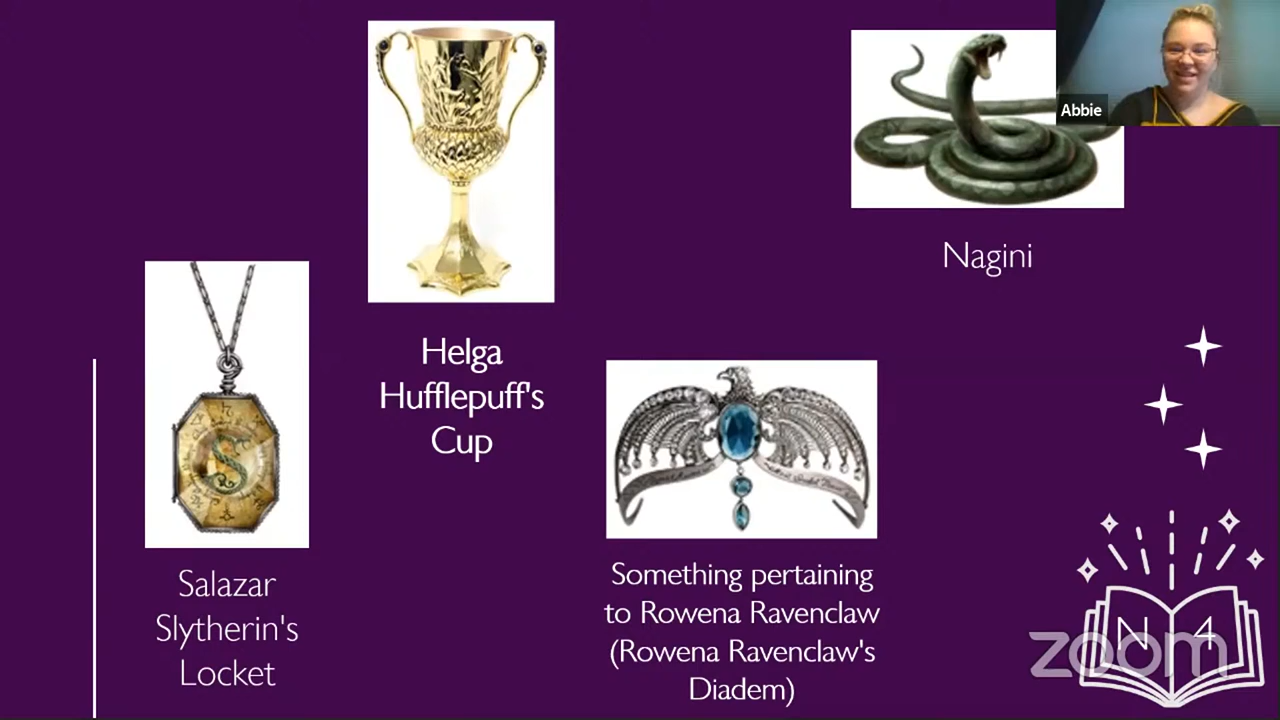 Abbie
Nagini
Helga
Hufflepuff's
Cup
Salazar
Slytherin's
Locket
Something pertaining
to Rowena Ravenclaw
(Rowena Ravenclaw's
Diadem)
N 4
zoom